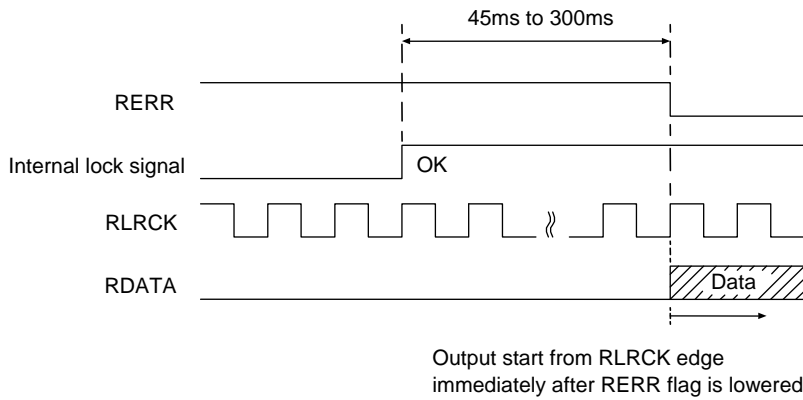 45ms to 300ms
RERR
Internal lock signal
OK
RLRCK
RDATA
Data
Output start from RLRCK edge
immediately after RERR flag is lowered